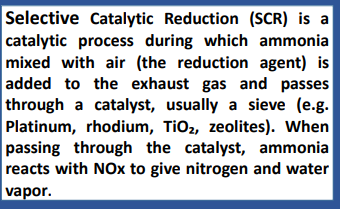 Selective Catalytic Reduction (SCR) is a
catalytic process during which ammonia
mixed with air (the reduction agent) is
added to the exhaust gas and passes
through a catalyst, usually a sieve (e.g.
Platinum, rhodium, TiO₂, zeolites). When
passing through the catalyst, ammonia
reacts with NOx to give nitrogen and water
vapor.